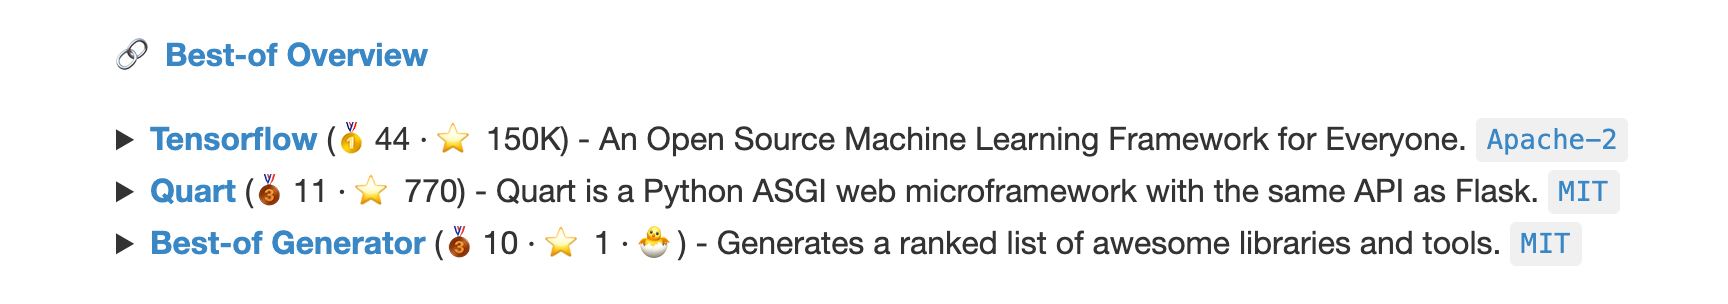 🔗 Best-of Overview
▶ Tensorflow (🥇 44 · ⭐ 150K) - An Open Source Machine Learning Framework for Everyone. Apache-2
▶ Quart (🥉 11 · ⭐ 770) - Quart is a Python ASGI web microframework with the same API as Flask. MIT
▶ Best-of Generator (🥉 10 · ⭐ 1 · 🐣 ) - Generates a ranked list of awesome libraries and tools. MIT